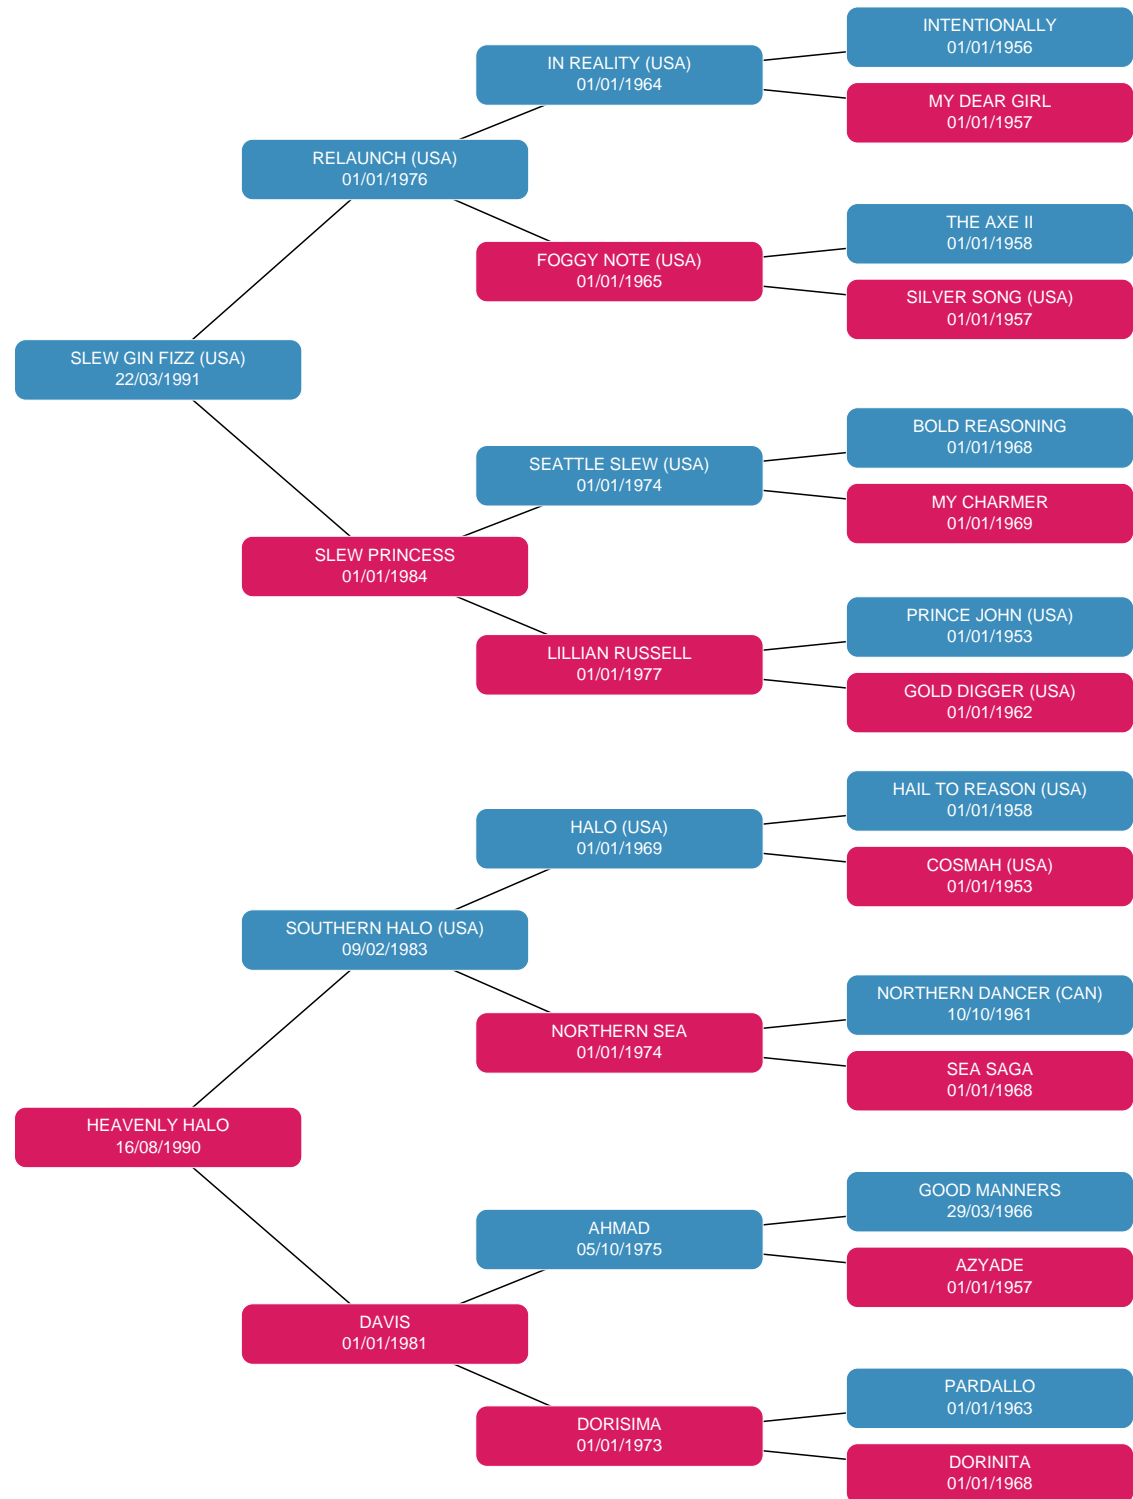 INTENTIONALLY
01/01/1956
IN REALITY (USA)
01/01/1964
MY DEAR GIRL
01/01/1957
RELAUNCH (USA)
01/01/1976
THE AXE II
01/01/1958
FOGGY NOTE (USA)
01/01/1965
SILVER SONG (USA)
01/01/1957
SLEW GIN FIZZ (USA)
22/03/1991
BOLD REASONING
01/01/1968
SEATTLE SLEW (USA)
01/01/1974
MY CHARMER
01/01/1969
SLEW PRINCESS
01/01/1984
PRINCE JOHN (USA)
01/01/1953
LILLIAN RUSSELL
01/01/1977
GOLD DIGGER (USA)
01/01/1962
HAIL TO REASON (USA)
01/01/1958
HALO (USA)
01/01/1969
COSMAH (USA)
01/01/1953
SOUTHERN HALO (USA)
09/02/1983
NORTHERN DANCER (CAN)
10/10/1961
NORTHERN SEA
01/01/1974
SEA SAGA
01/01/1968
HEAVENLY HALO
16/08/1990
GOOD MANNERS
29/03/1966
AHMAD
05/10/1975
AZYADE
01/01/1957
DAVIS
01/01/1981
PARDALLO
01/01/1963
DORISIMA
01/01/1973
DORINITA
01/01/1968